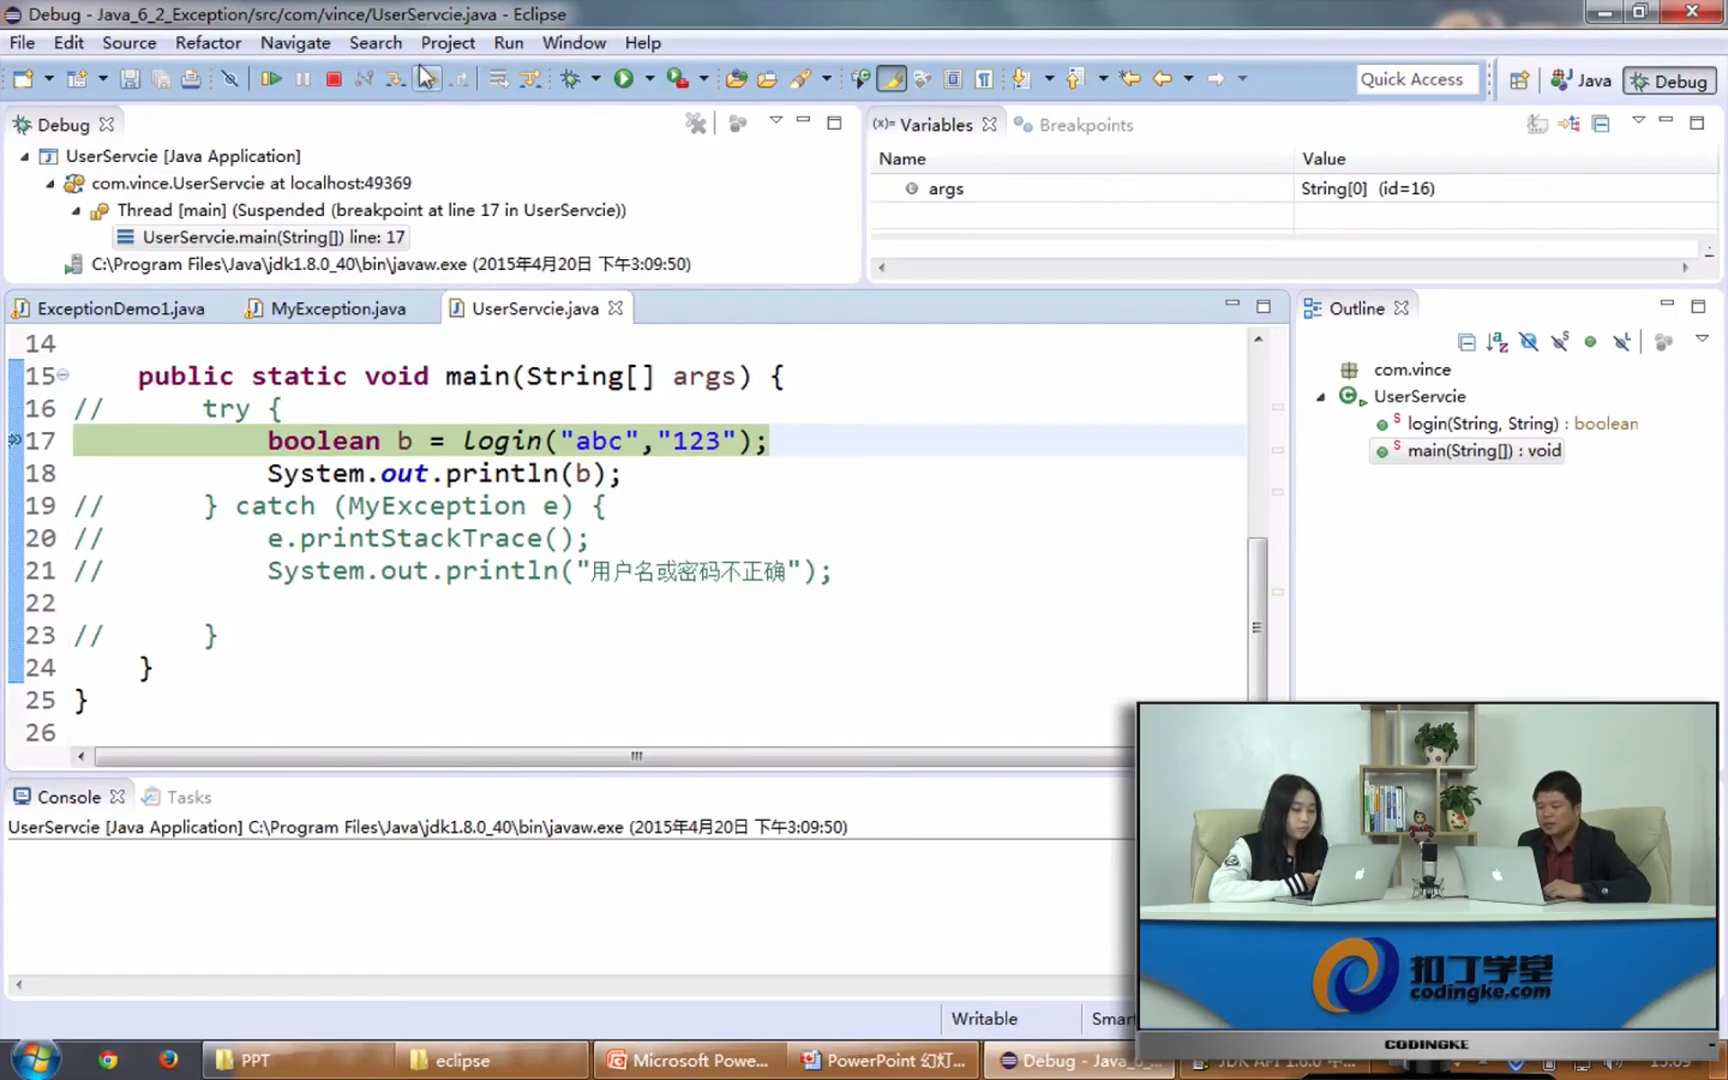 Debug - Java_6_2_Exception/src/com/vince/UserServcie.java - Eclipse
File Edit Source Refactor Navigate Search Project Run Window Help
Quick Access Java Debug
Debug
UserServcie [Java Application]
com.vince.UserServcie at localhost:49369
Thread [main] (Suspended (breakpoint at line 17 in UserServcie))
UserServcie.main(String[]) line: 17
C:\Program Files\Java\jdk1.8.0_40\bin\javaw.exe (2015年4月20日 下午3:09:50)
(x)= Variables Breakpoints
Name Value
args String[0] (id=16)
ExceptionDemo1.java MyException.java UserServcie.java
14
15 public static void main(String[] args) {
16 // try {
17 boolean b = login("abc","123");
18 System.out.println(b);
19 // } catch (MyException e) {
20 // e.printStackTrace();
21 // System.out.println("用户名或密码不正确");
22
23 // }
24 }
25 }
26
Outline
com.vince
UserServcie
login(String, String) : boolean
main(String[]) : void
Console Tasks
UserServcie [Java Application] C:\Program Files\Java\jdk1.8.0_40\bin\javaw.exe (2015年4月20日 下午3:09:50)
Writable Smar
扣丁学堂
codingke.com
CODINGKE
PPT eclipse Microsoft Powe... PowerPoint 幻灯... Debug - Java_6_...